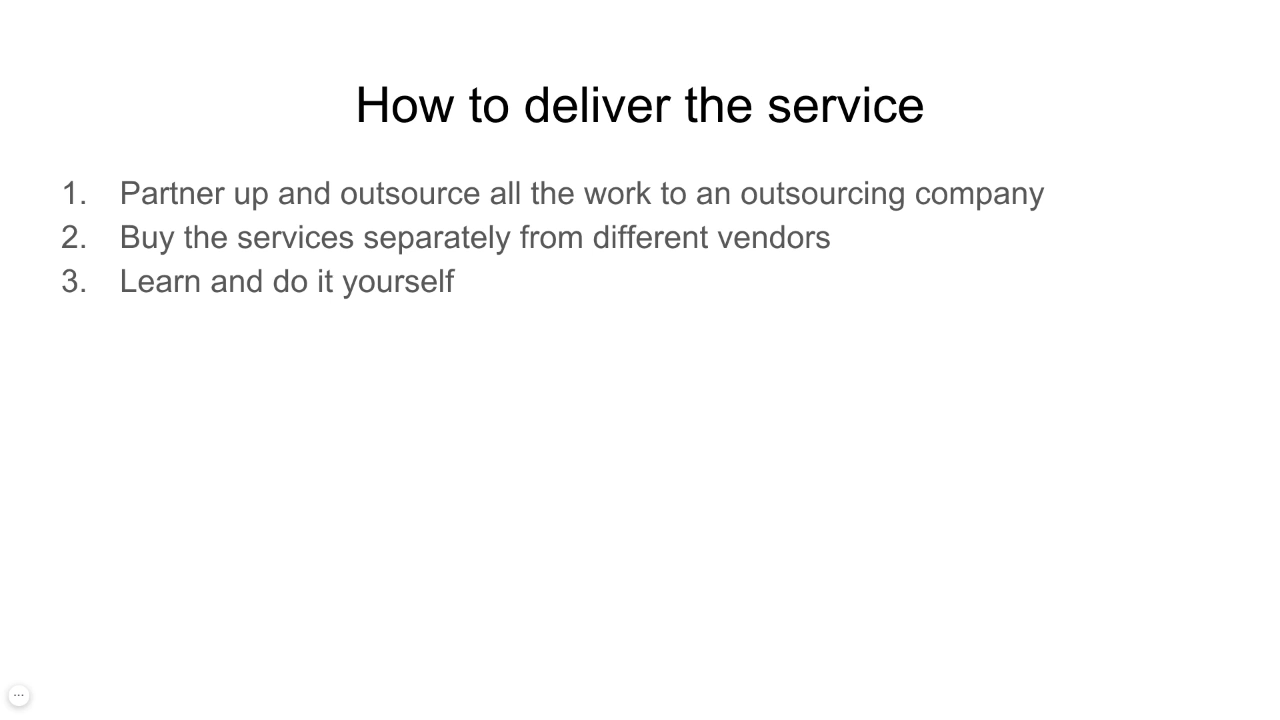 How to deliver the service
1. Partner up and outsource all the work to an outsourcing company
2. Buy the services separately from different vendors
3. Learn and do it yourself